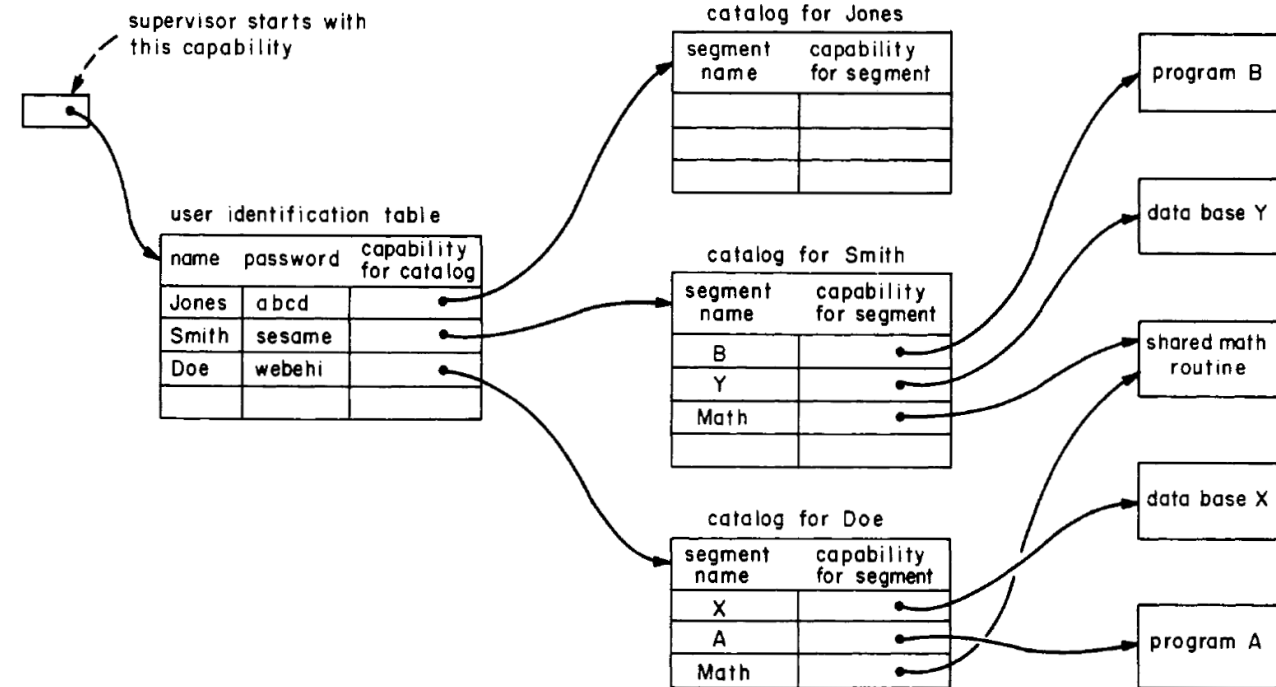 supervisor starts with
this capability
user identification table
name password capability
for catalog
Jones abcd
Smith sesame
Doe webehi
catalog for Jones
segment capability
name for segment
catalog for Smith
segment capability
name for segment
B
Y
Math
catalog for Doe
segment capability
name for segment
X
A
Math
program B
data base Y
shared math
routine
data base X
program A